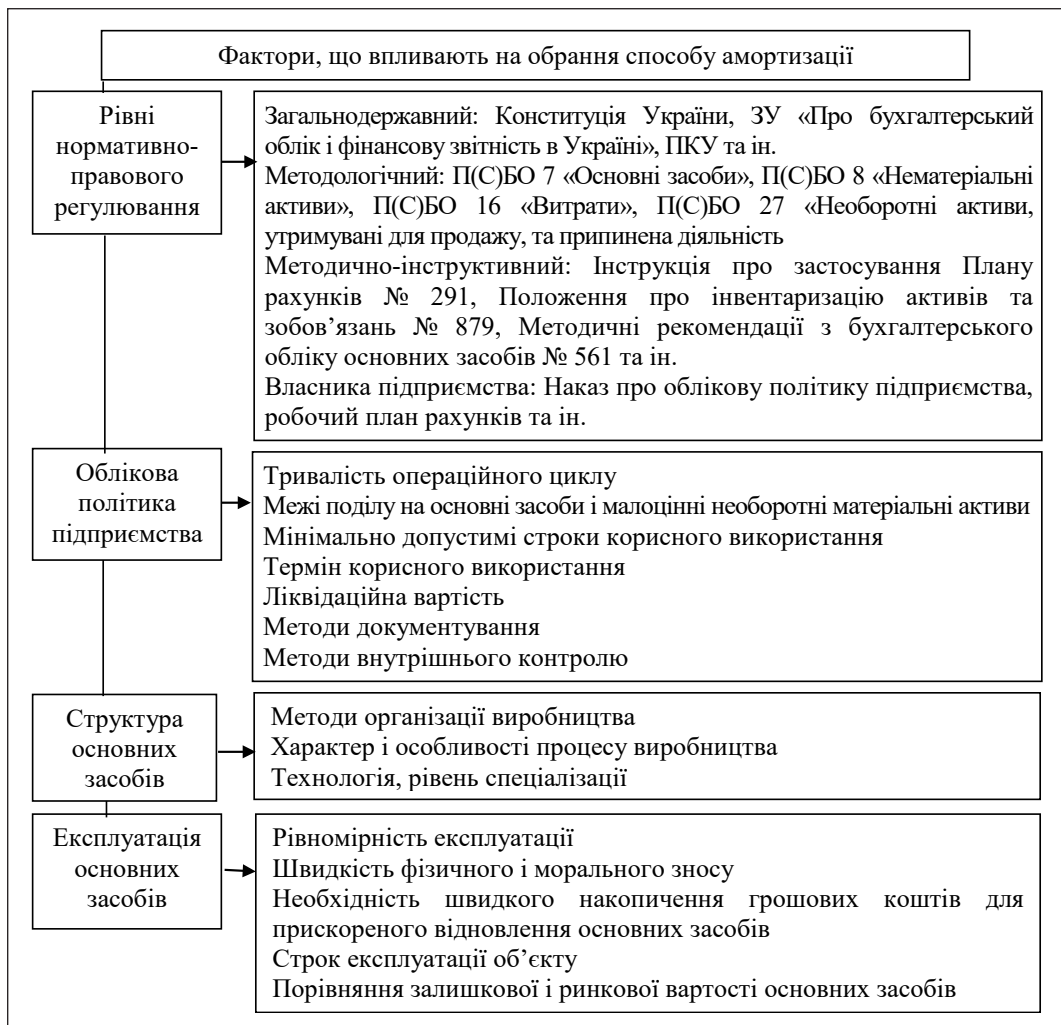 Фактори, що впливають на обрання способу амортизації
Рівні
нормативно-
правового
регулювання
Загальнодержавний: Конституція України, ЗУ «Про бухгалтерський
облік і фінансову звітність в Україні», ПКУ та ін.
Методологічний: П(С)БО 7 «Основні засоби», П(С)БО 8 «Нематеріальні
активи», П(С)БО 16 «Витрати», П(С)БО 27 «Необоротні активи,
утримувані для продажу, та припинена діяльність
Методично-інструктивний: Інструкція про застосування Плану
рахунків № 291, Положення про інвентаризацію активів та
зобов’язань № 879, Методичні рекомендації з бухгалтерського
обліку основних засобів № 561 та ін.
Власника підприємства: Наказ про облікову політику підприємства,
робочий план рахунків та ін.
Облікова
політика
підприємства
Тривалість операційного циклу
Межі поділу на основні засоби і малоцінні необоротні матеріальні активи
Мінімально допустимі строки корисного використання
Термін корисного використання
Ліквідаційна вартість
Методи документування
Методи внутрішнього контролю
Структура
основних
засобів
Методи організації виробництва
Характер і особливості процесу виробництва
Технологія, рівень спеціалізації
Експлуатація
основних
засобів
Рівномірність експлуатації
Швидкість фізичного і морального зносу
Необхідність швидкого накопичення грошових коштів для
прискореного відновлення основних засобів
Строк експлуатації об’єкту
Порівняння залишкової і ринкової вартості основних засобів